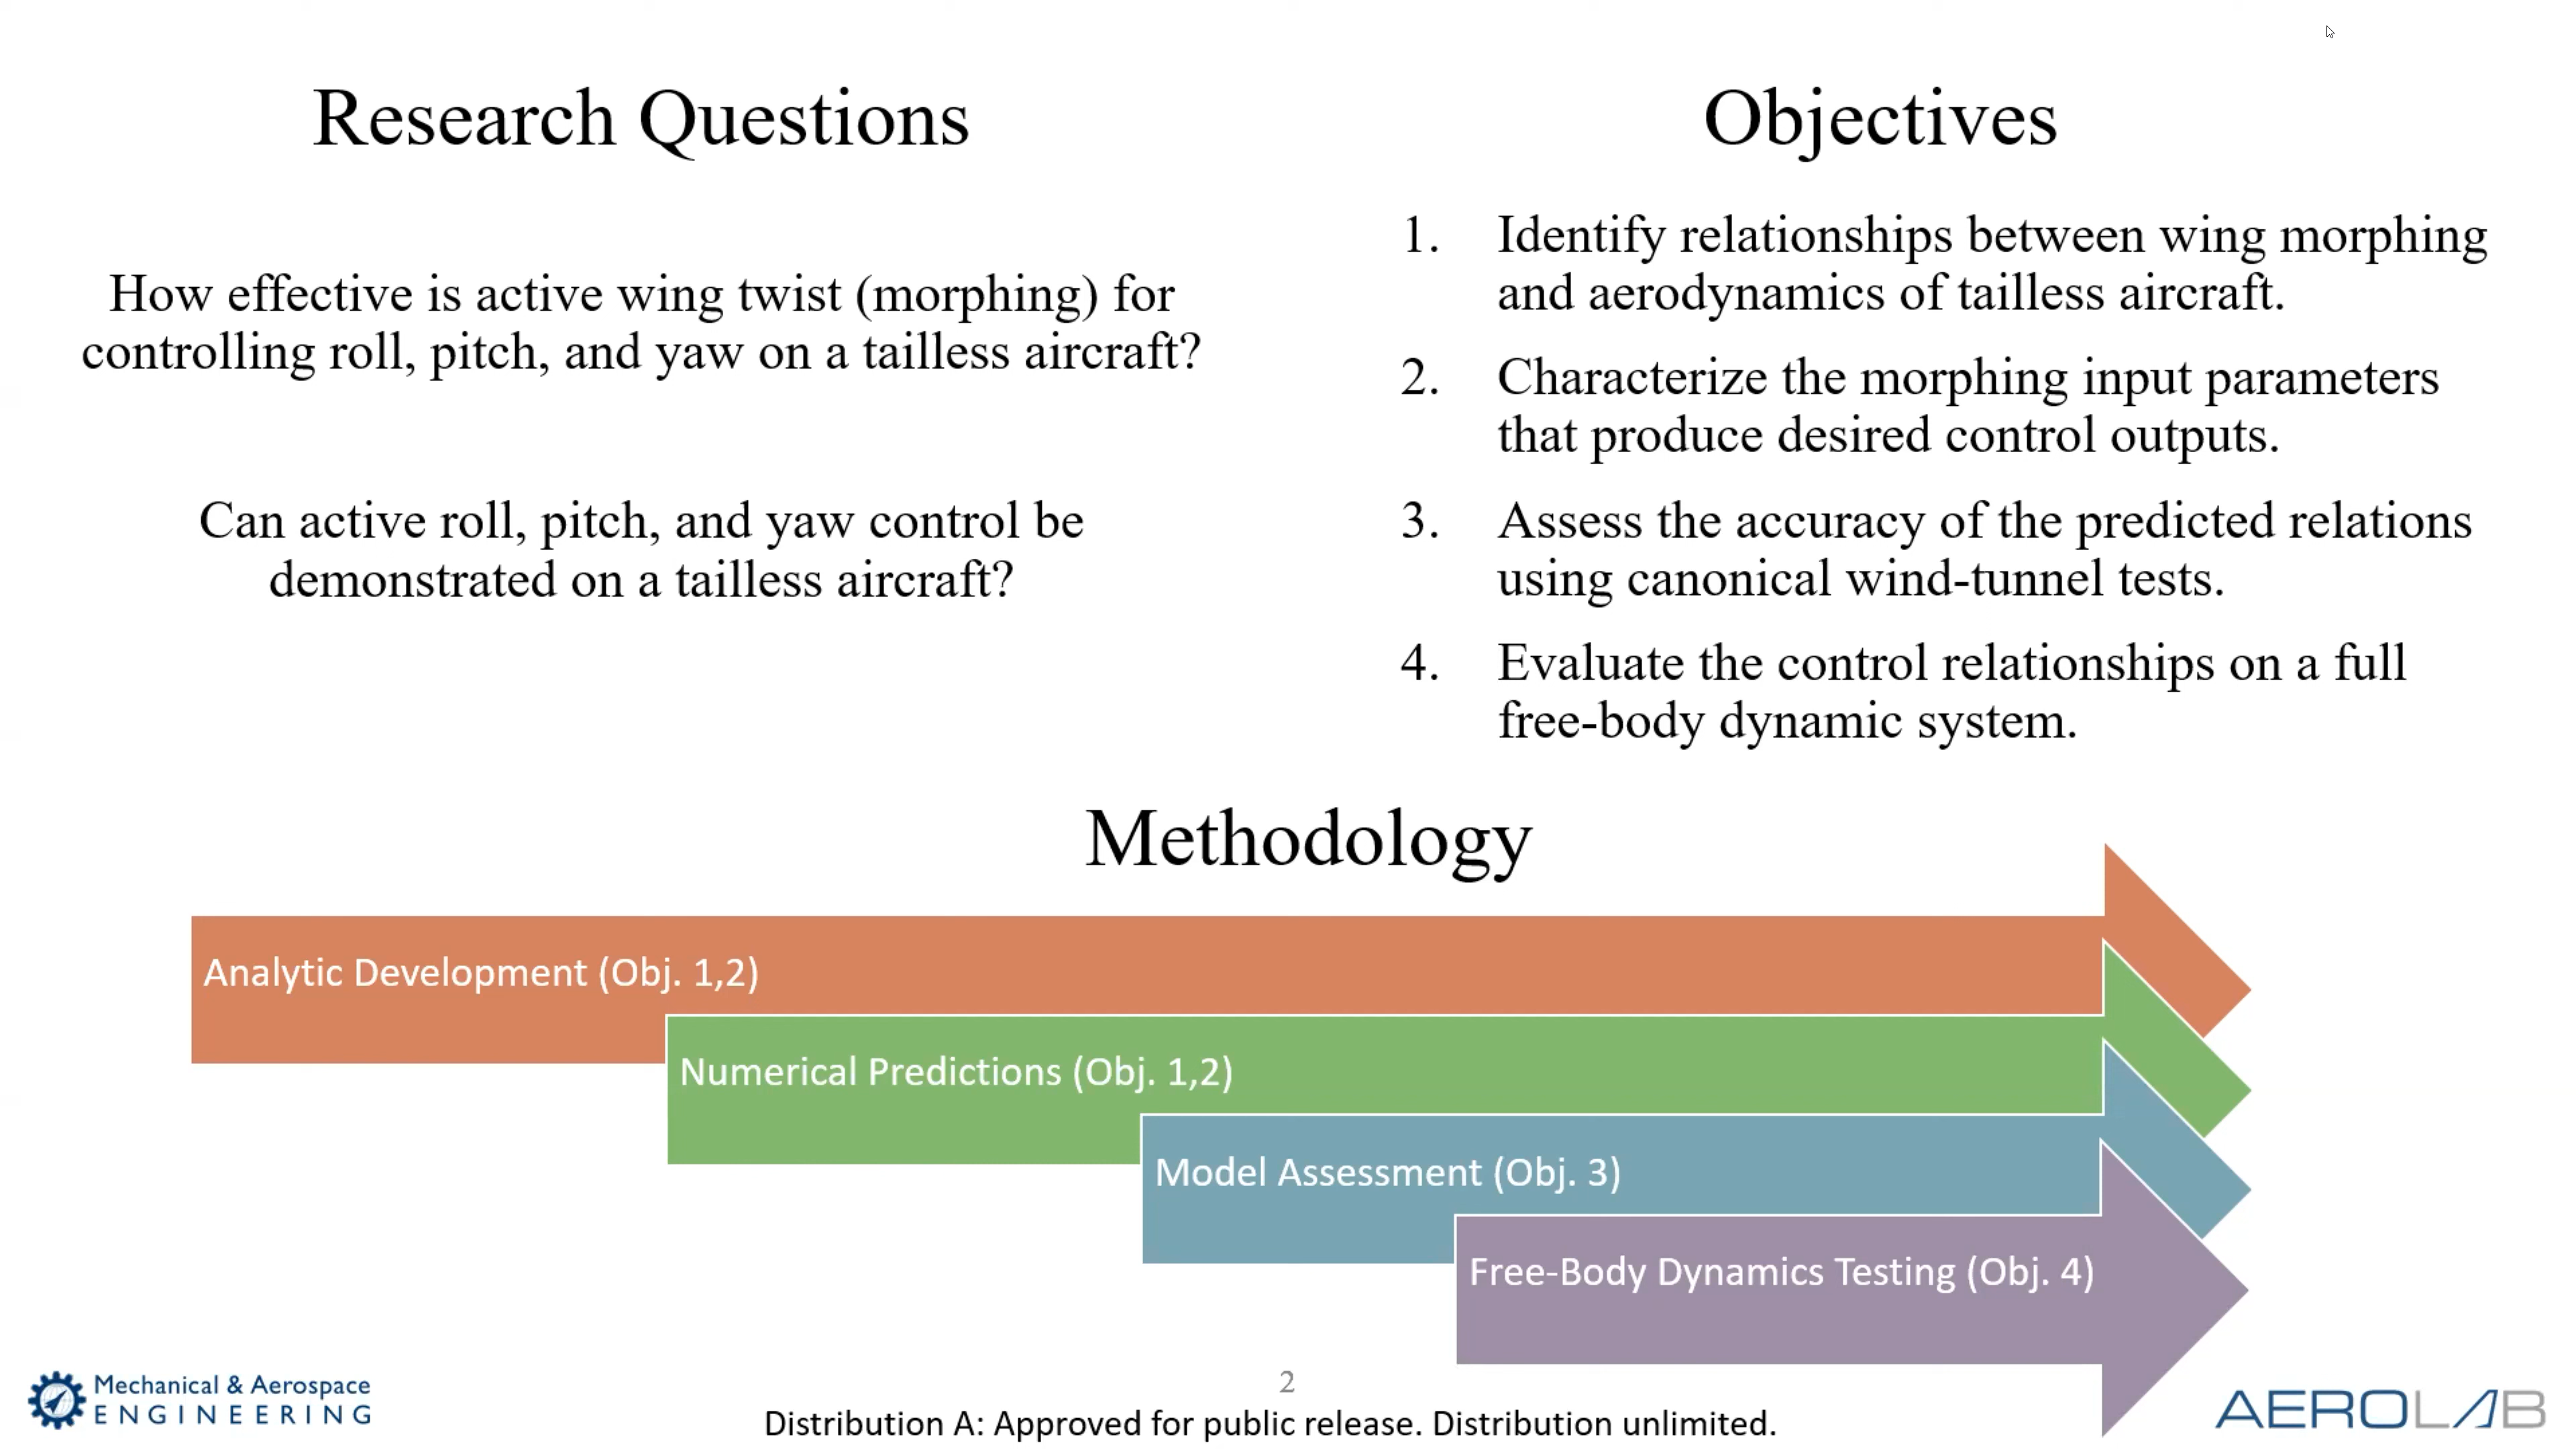 Research Questions
How effective is active wing twist (morphing) for
controlling roll, pitch, and yaw on a tailless aircraft?
Can active roll, pitch, and yaw control be
demonstrated on a tailless aircraft?
Objectives
1. Identify relationships between wing morphing
and aerodynamics of tailless aircraft.
2. Characterize the morphing input parameters
that produce desired control outputs.
3. Assess the accuracy of the predicted relations
using canonical wind-tunnel tests.
4. Evaluate the control relationships on a full
free-body dynamic system.
Methodology
Analytic Development (Obj. 1,2)
Numerical Predictions (Obj. 1,2)
Model Assessment (Obj. 3)
Free-Body Dynamics Testing (Obj. 4)
Mechanical & Aerospace
ENGINEERING
2
Distribution A: Approved for public release. Distribution unlimited.
AEROLAB